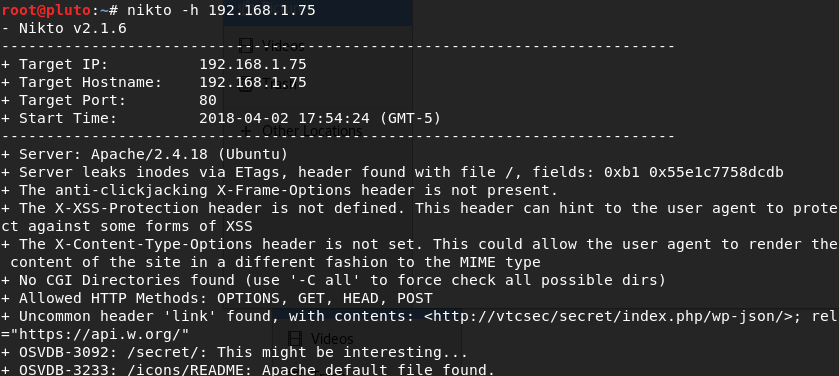 root@pluto:~# nikto -h 192.168.1.75
- Nikto v2.1.6
---------------------------------------------------------------------------
+ Target IP:          192.168.1.75
+ Target Hostname:    192.168.1.75
+ Target Port:        80
+ Start Time:         2018-04-02 17:54:24 (GMT-5)
---------------------------------------------------------------------------
+ Server: Apache/2.4.18 (Ubuntu)
+ Server leaks inodes via ETags, header found with file /, fields: 0xb1 0x55e1c7758dcdb
+ The anti-clickjacking X-Frame-Options header is not present.
+ The X-XSS-Protection header is not defined. This header can hint to the user agent to prote
ct against some forms of XSS
+ The X-Content-Type-Options header is not set. This could allow the user agent to render the
 content of the site in a different fashion to the MIME type
+ No CGI Directories found (use '-C all' to force check all possible dirs)
+ Allowed HTTP Methods: OPTIONS, GET, HEAD, POST
+ Uncommon header 'link' found, with contents: <http://vtcsec/secret/index.php/wp-json/>; rel
="https://api.w.org/"
+ OSVDB-3092: /secret/: This might be interesting...
+ OSVDB-3233: /icons/README: Apache default file found.
Videos
+ Other Locations
Videos